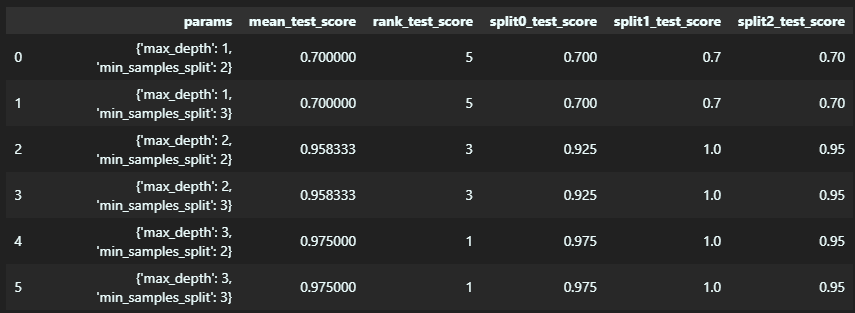 params mean_test_score rank_test_score split0_test_score split1_test_score split2_test_score
0 {'max_depth': 1, 'min_samples_split': 2} 0.700000 5 0.700 0.7 0.70
1 {'max_depth': 1, 'min_samples_split': 3} 0.700000 5 0.700 0.7 0.70
2 {'max_depth': 2, 'min_samples_split': 2} 0.958333 3 0.925 1.0 0.95
3 {'max_depth': 2, 'min_samples_split': 3} 0.958333 3 0.925 1.0 0.95
4 {'max_depth': 3, 'min_samples_split': 2} 0.975000 1 0.975 1.0 0.95
5 {'max_depth': 3, 'min_samples_split': 3} 0.975000 1 0.975 1.0 0.95